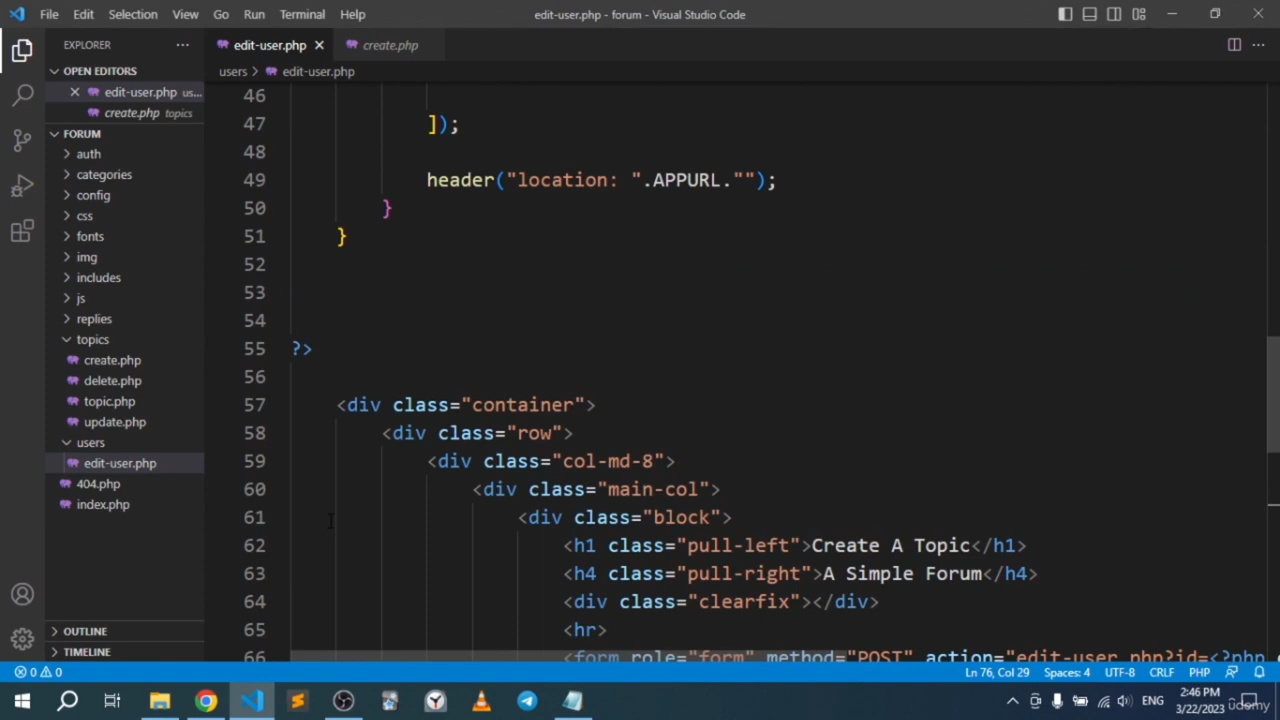 File Edit Selection View Go Run Terminal Help edit-user.php - forum - Visual Studio Code
EXPLORER
edit-user.php
create.php
OPEN EDITORS
users > edit-user.php
edit-user.php us...
create.php topics
FORUM
auth
categories
config
css
fonts
img
includes
js
replies
topics
create.php
delete.php
topic.php
update.php
users
edit-user.php
404.php
index.php
OUTLINE
TIMELINE
46
47 ]);
48
49 header("location: ".APPURL."");
50 }
51 }
52
53
54
55 ?>
56
57 <div class="container">
58 <div class="row">
59 <div class="col-md-8">
60 <div class="main-col">
61 <div class="block">
62 <h1 class="pull-left">Create A Topic</h1>
63 <h4 class="pull-right">A Simple Forum</h4>
64 <div class="clearfix"></div>
65 <hr>
66 <form role="form" method="POST" action="edit-user.php?id=<?php
0 0 Ln 76, Col 29 Spaces: 4 UTF-8 CRLF PHP
ENG 2:46 PM
3/22/2023
udemy